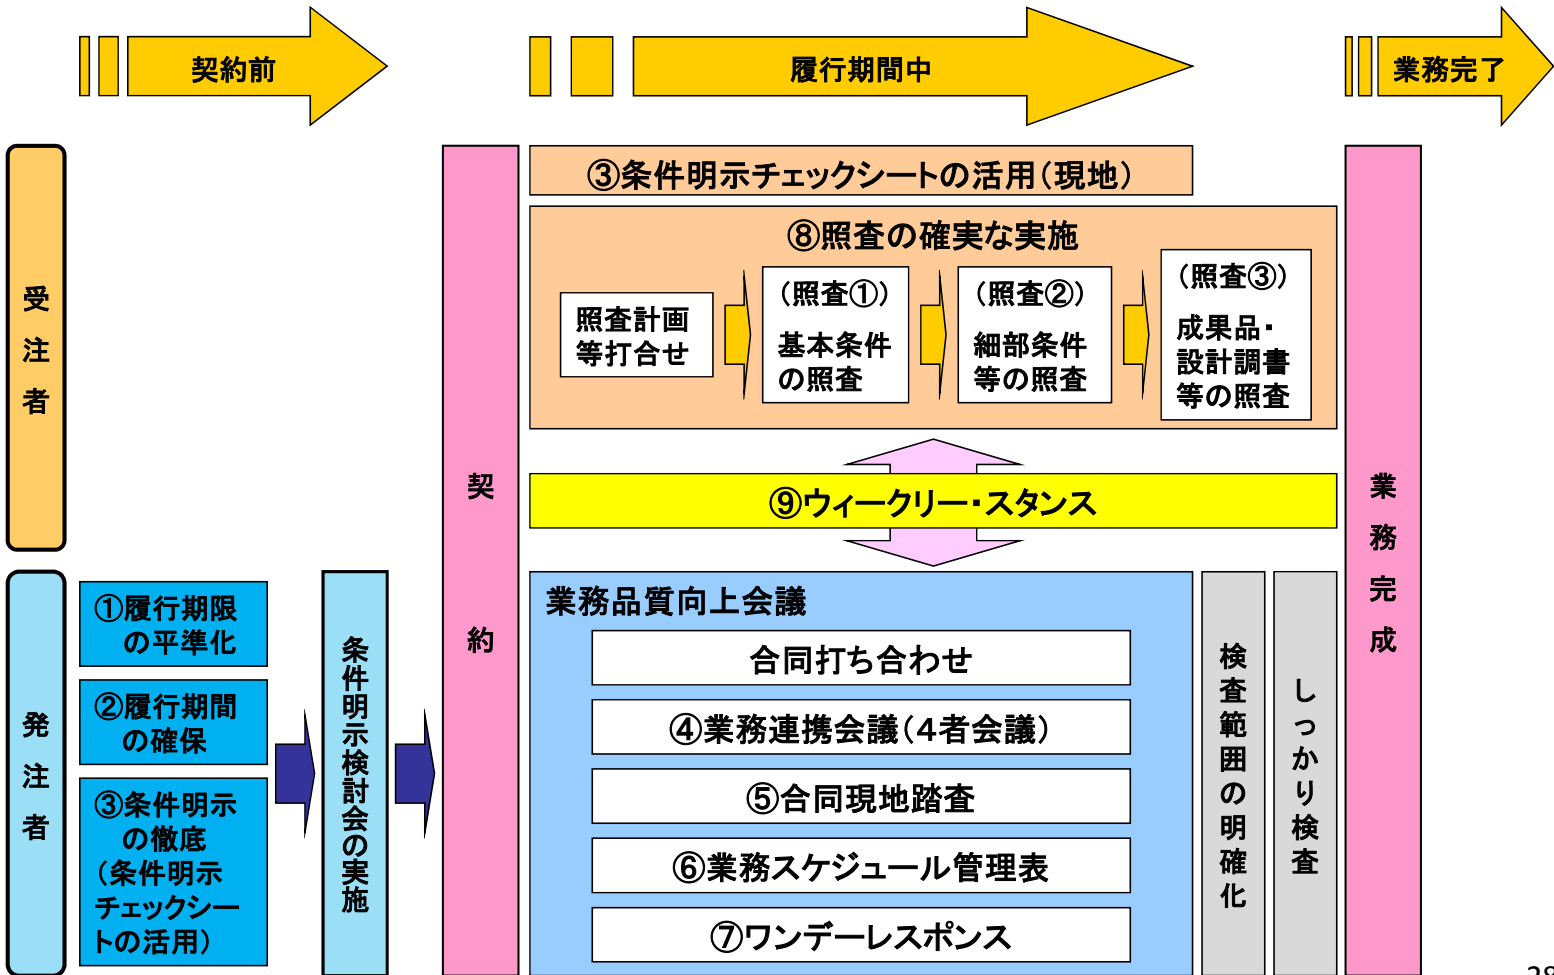 契約前
履行期間中
業務完了
受注者
契約
③条件明示チェックシートの活用（現地）
⑧照査の確実な実施
照査計画
等打合せ
（照査①）
基本条件
の照査
（照査②）
細部条件
等の照査
（照査③）
成果品・
設計調書
等の照査
⑨ウィークリー・スタンス
業務完成
発注者
①履行期限
の平準化
②履行期間
の確保
③条件明示
の徹底
（条件明示
チェックシー
トの活用）
条件明示検討会の実施
業務品質向上会議
合同打ち合わせ
④業務連携会議（４者会議）
⑤合同現地踏査
⑥業務スケジュール管理表
⑦ワンデーレスポンス
検査範囲の明確化
しっかり検査